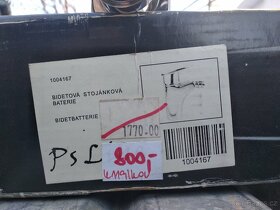 1004167
BIDETOVÁ STOJÁNKOVÁ
BATERIE
BIDETBATTERIE
1770-00
PSL
800,-
1004167